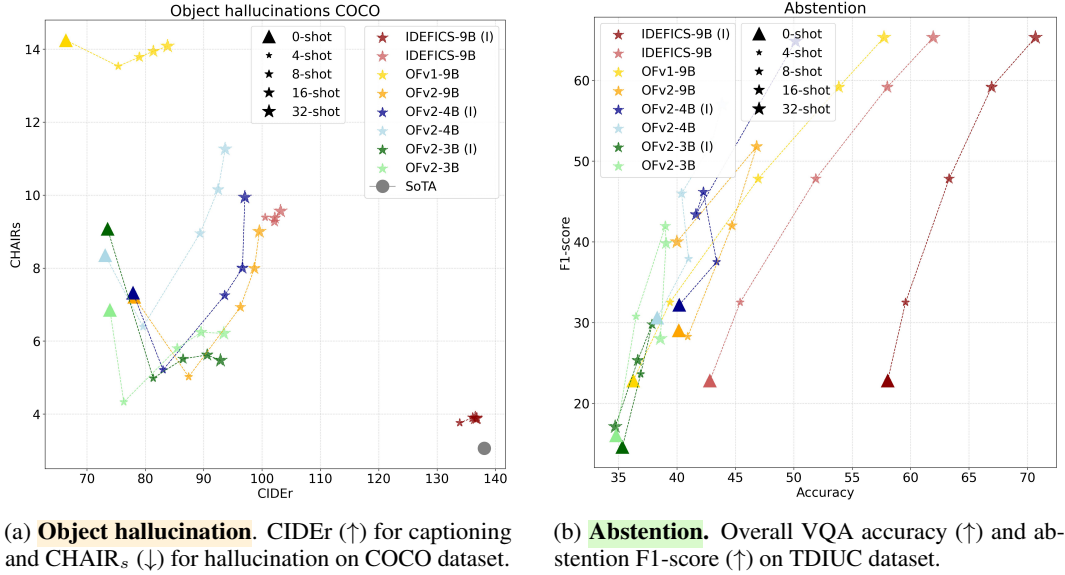 Object hallucinations COCO
14
12
10
8
6
4
CHAIRs
70
80
90
100
110
120
130
140
CIDEr
0-shot
4-shot
8-shot
16-shot
32-shot
IDEFICS-9B (I)
IDEFICS-9B
OFv1-9B
OFv2-9B
OFv2-4B (I)
OFv2-4B
OFv2-3B (I)
OFv2-3B
SoTA
Abstention
60
50
40
30
20
F1-score
35
40
45
50
55
60
65
70
Accuracy
IDEFICS-9B (I)
IDEFICS-9B
OFv1-9B
OFv2-9B
OFv2-4B (I)
OFv2-4B
OFv2-3B (I)
OFv2-3B
0-shot
4-shot
8-shot
16-shot
32-shot
(a) Object hallucination. CIDEr (↑) for captioning
and CHAIRₛ (↓) for hallucination on COCO dataset.
(b) Abstention. Overall VQA accuracy (↑) and ab-
stention F1-score (↑) on TDIUC dataset.